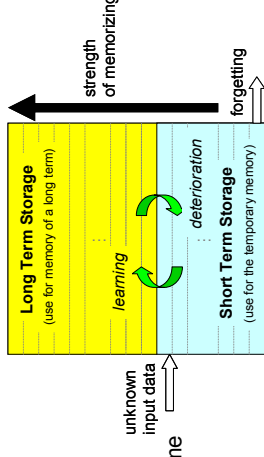 strength
of memorizing
Long Term Storage
(use for memory of a long term)
learning
deterioration
unknown
input data
Short Term Storage
(use for the temporary memory)
forgetting